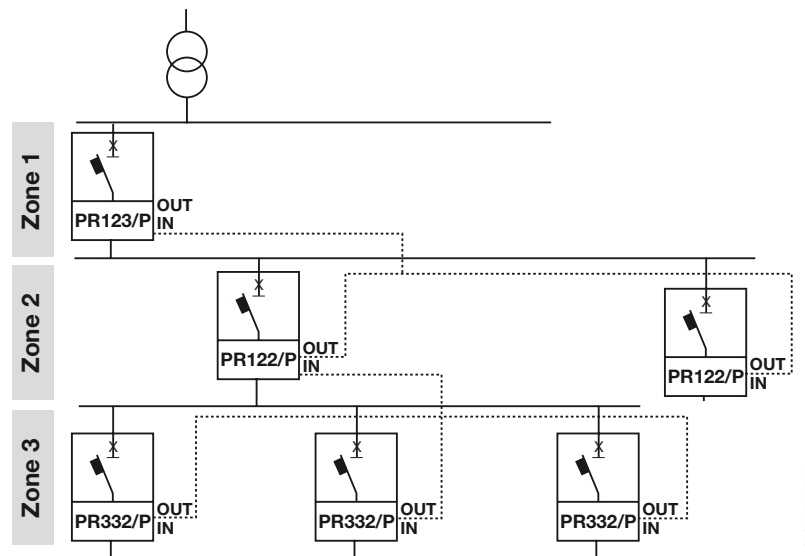 Zone 1
OUT
PR123/P IN
Zone 2
OUT
PR122/P IN
OUT
PR122/P IN
Zone 3
OUT
PR332/P IN
OUT
PR332/P IN
OUT
PR332/P IN